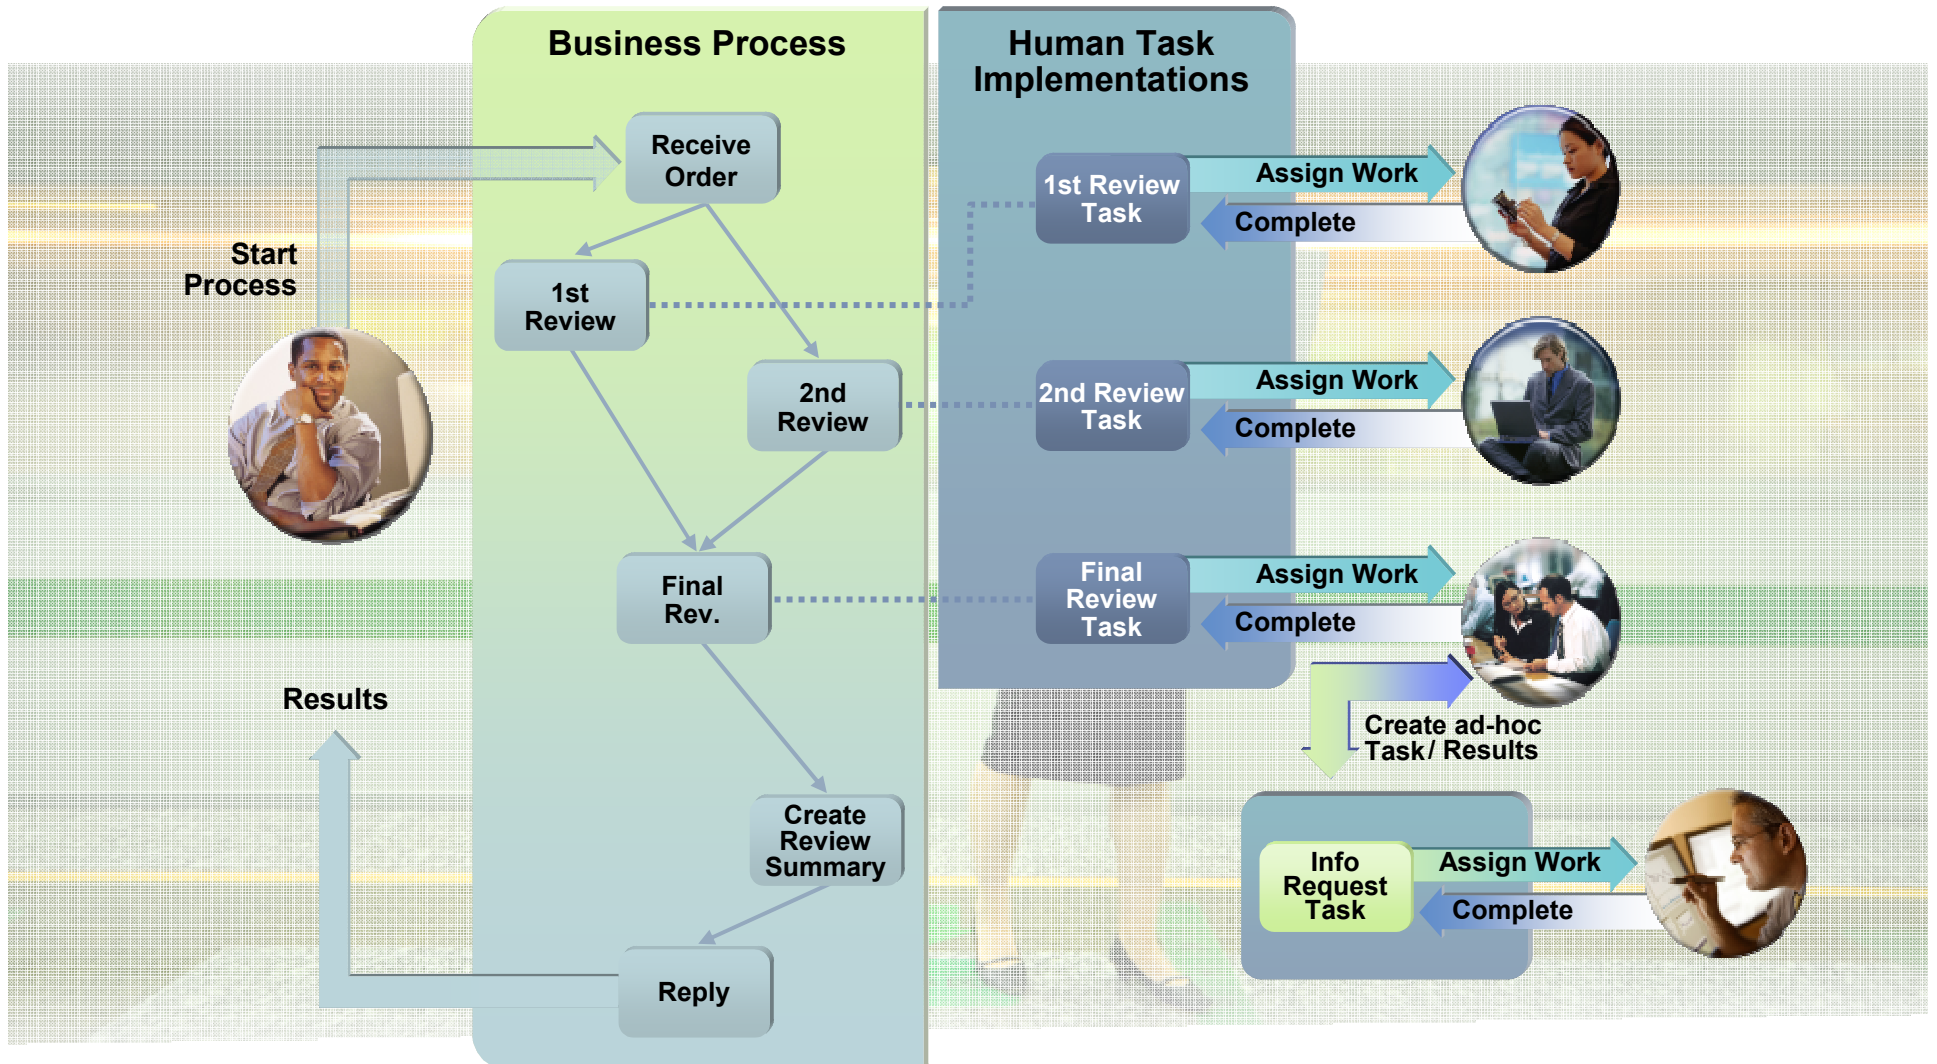 Business Process
Human Task
Implementations
Receive
Order
Start
Process
1st
Review
2nd
Review
Final
Rev.
Create
Review
Summary
Reply
Results
1st Review
Task
Assign Work
Complete
2nd Review
Task
Assign Work
Complete
Final
Review
Task
Assign Work
Complete
Create ad-hoc
Task/ Results
Info
Request
Task
Assign Work
Complete